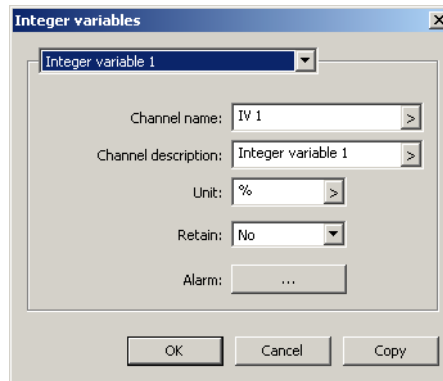 Integer variables
Integer variable 1
Channel name: IV 1 >
Channel description: Integer variable 1 >
Unit: % >
Retain: No
Alarm: ...
OK Cancel Copy